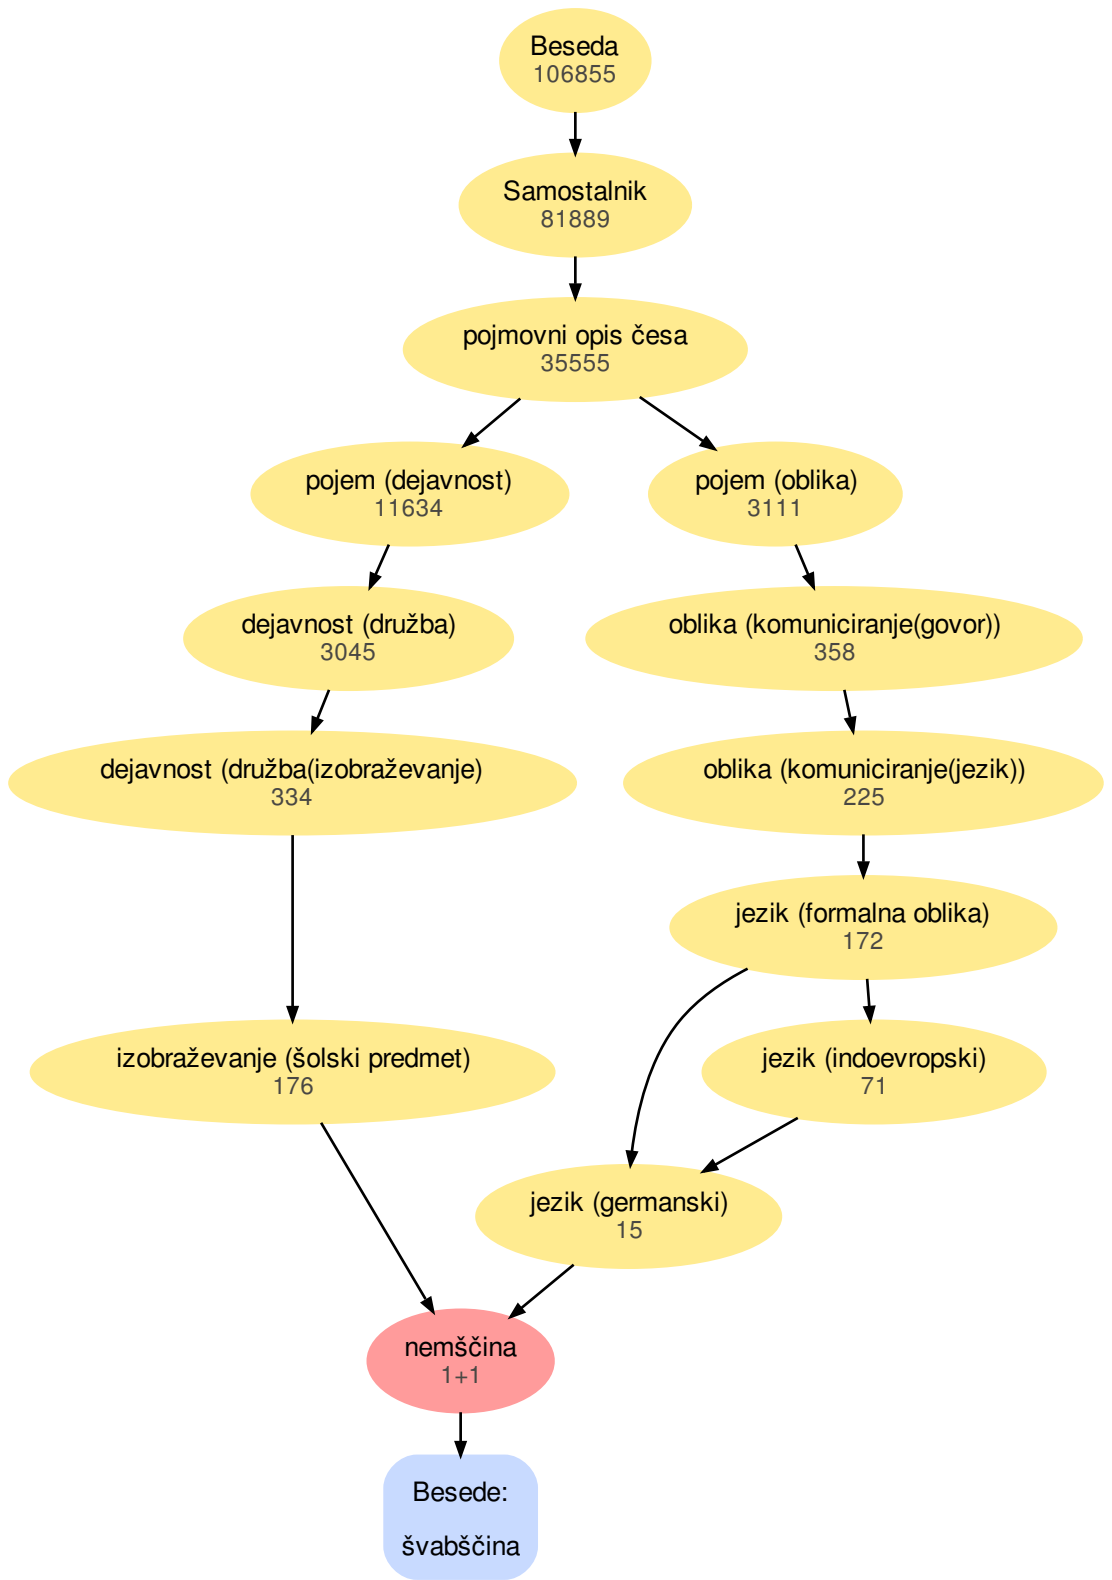 Beseda
106855
Samostalnik
81889
pojmovni opis česa
35555
pojem (dejavnost)
11634
pojem (oblika)
3111
dejavnost (družba)
3045
oblika (komuniciranje(govor))
358
dejavnost (družba(izobraževanje)
334
oblika (komuniciranje(jezik))
225
jezik (formalna oblika)
172
izobraževanje (šolski predmet)
176
jezik (indoevropski)
71
jezik (germanski)
15
nemščina
1+1
Besede:
švabščina